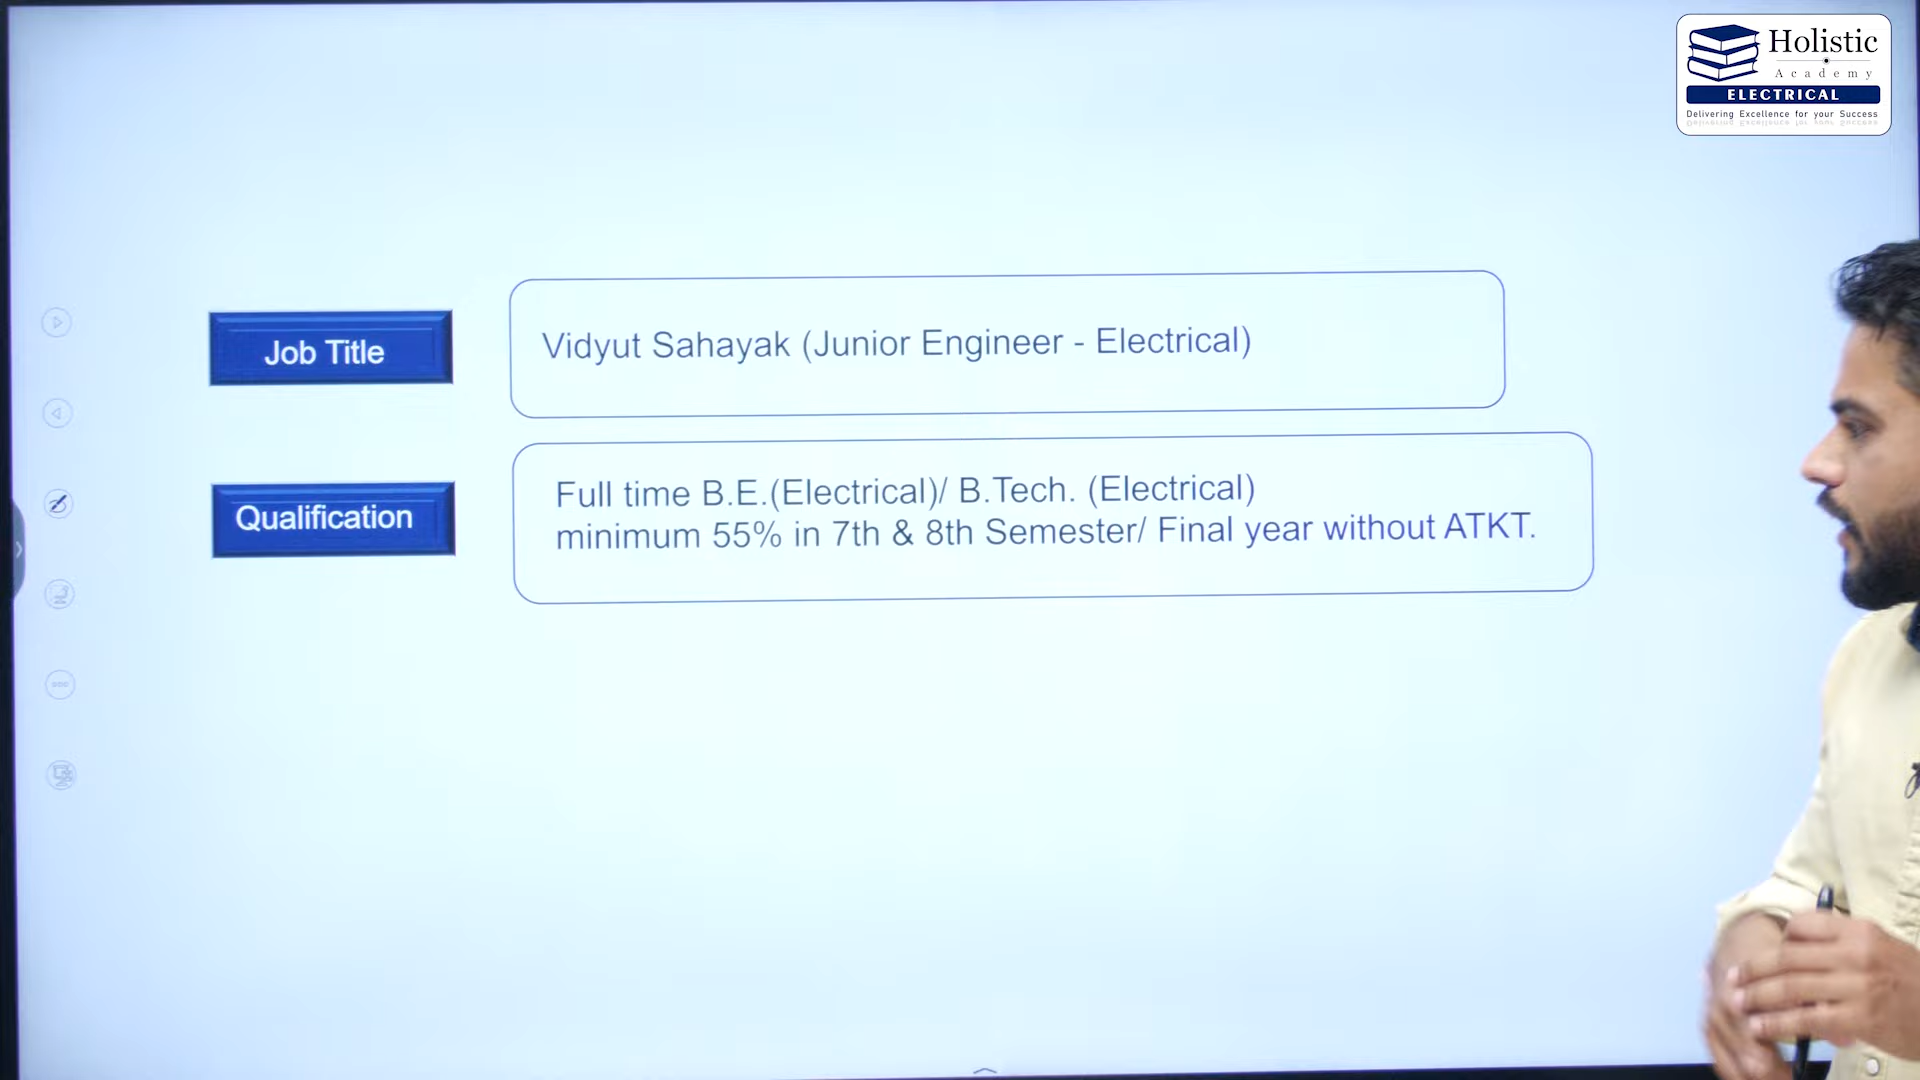 Holistic
Academy
ELECTRICAL
Delivering Excellence for your Success
Job Title
Vidyut Sahayak (Junior Engineer - Electrical)
Qualification
Full time B.E.(Electrical)/ B.Tech. (Electrical)
minimum 55% in 7th & 8th Semester/ Final year without ATKT.